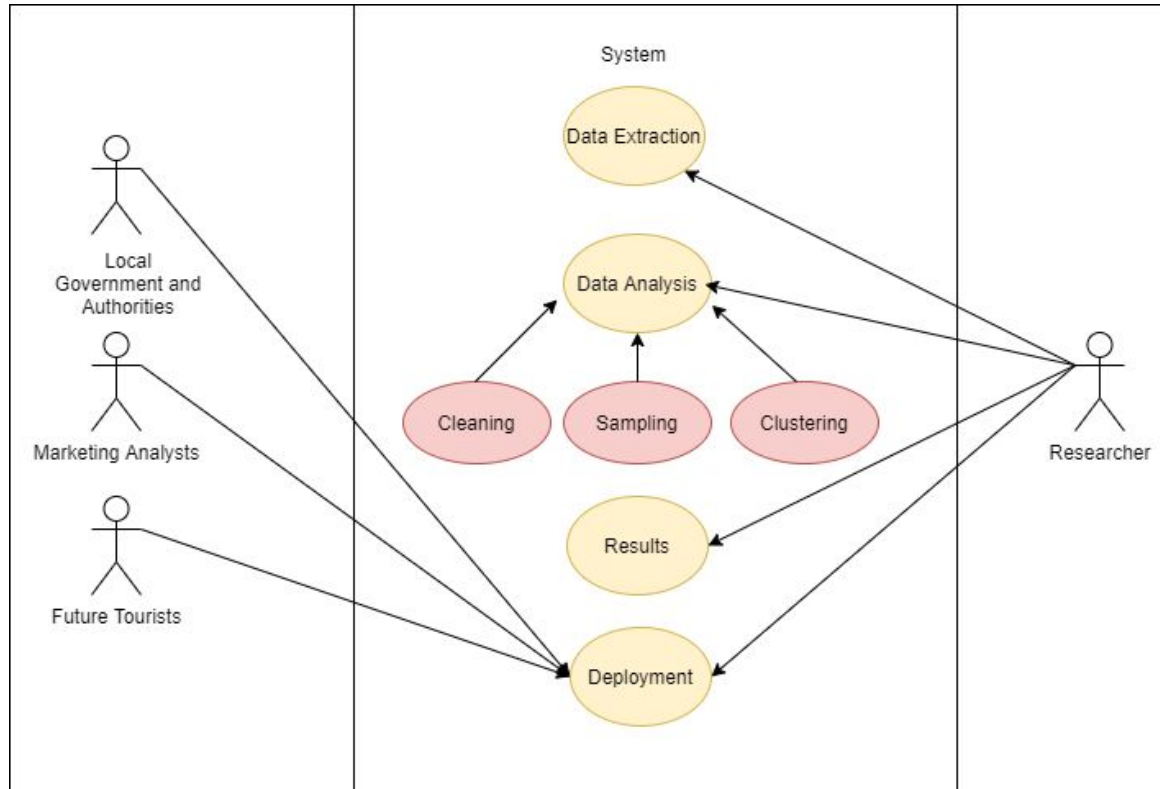 System
Data Extraction
Local
Government and
Authorities
Data Analysis
Cleaning
Sampling
Clustering
Marketing Analysts
Researcher
Results
Future Tourists
Deployment